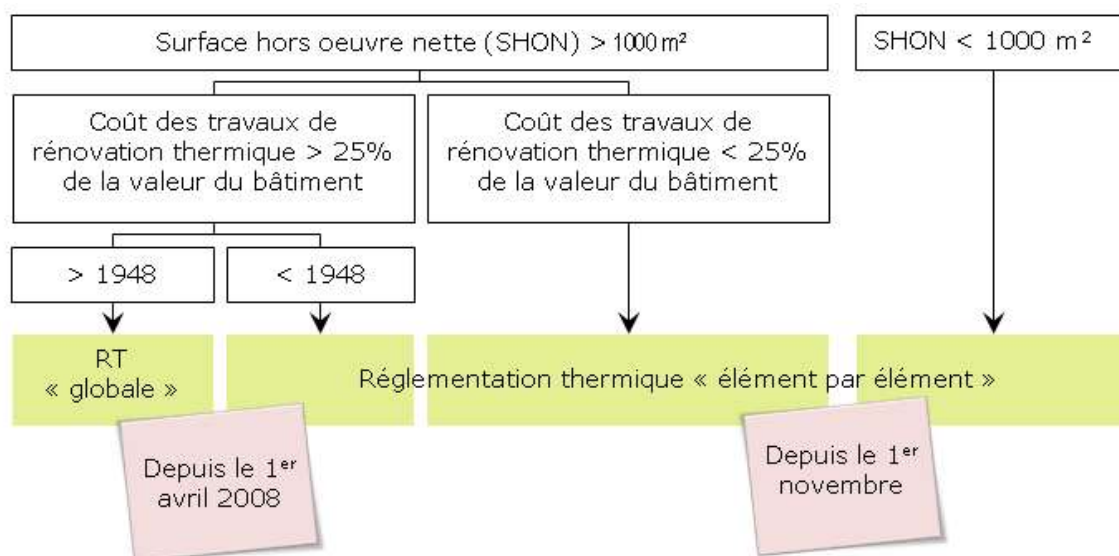 Surface hors oeuvre nette (SHON) > 1000 m²
SHON < 1000 m²
Coût des travaux de
rénovation thermique > 25%
de la valeur du bâtiment
Coût des travaux de
rénovation thermique < 25%
de la valeur du bâtiment
> 1948
< 1948
RT
« globale »
Réglementation thermique « élément par élément »
Depuis le 1er
avril 2008
Depuis le 1er
novembre